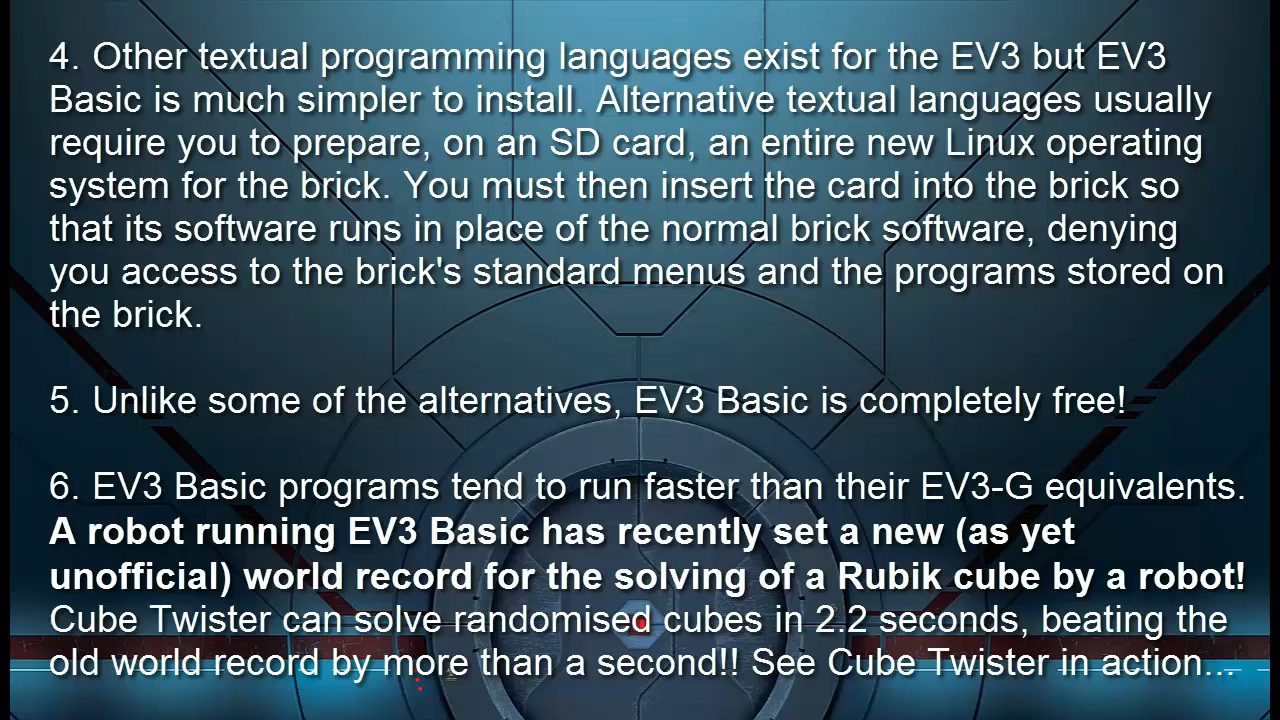 4. Other textual programming languages exist for the EV3 but EV3
Basic is much simpler to install. Alternative textual languages usually
require you to prepare, on an SD card, an entire new Linux operating
system for the brick. You must then insert the card into the brick so
that its software runs in place of the normal brick software, denying
you access to the brick's standard menus and the programs stored on
the brick.
5. Unlike some of the alternatives, EV3 Basic is completely free!
6. EV3 Basic programs tend to run faster than their EV3-G equivalents.
A robot running EV3 Basic has recently set a new (as yet
unofficial) world record for the solving of a Rubik cube by a robot!
Cube Twister can solve randomised cubes in 2.2 seconds, beating the
old world record by more than a second!! See Cube Twister in action...